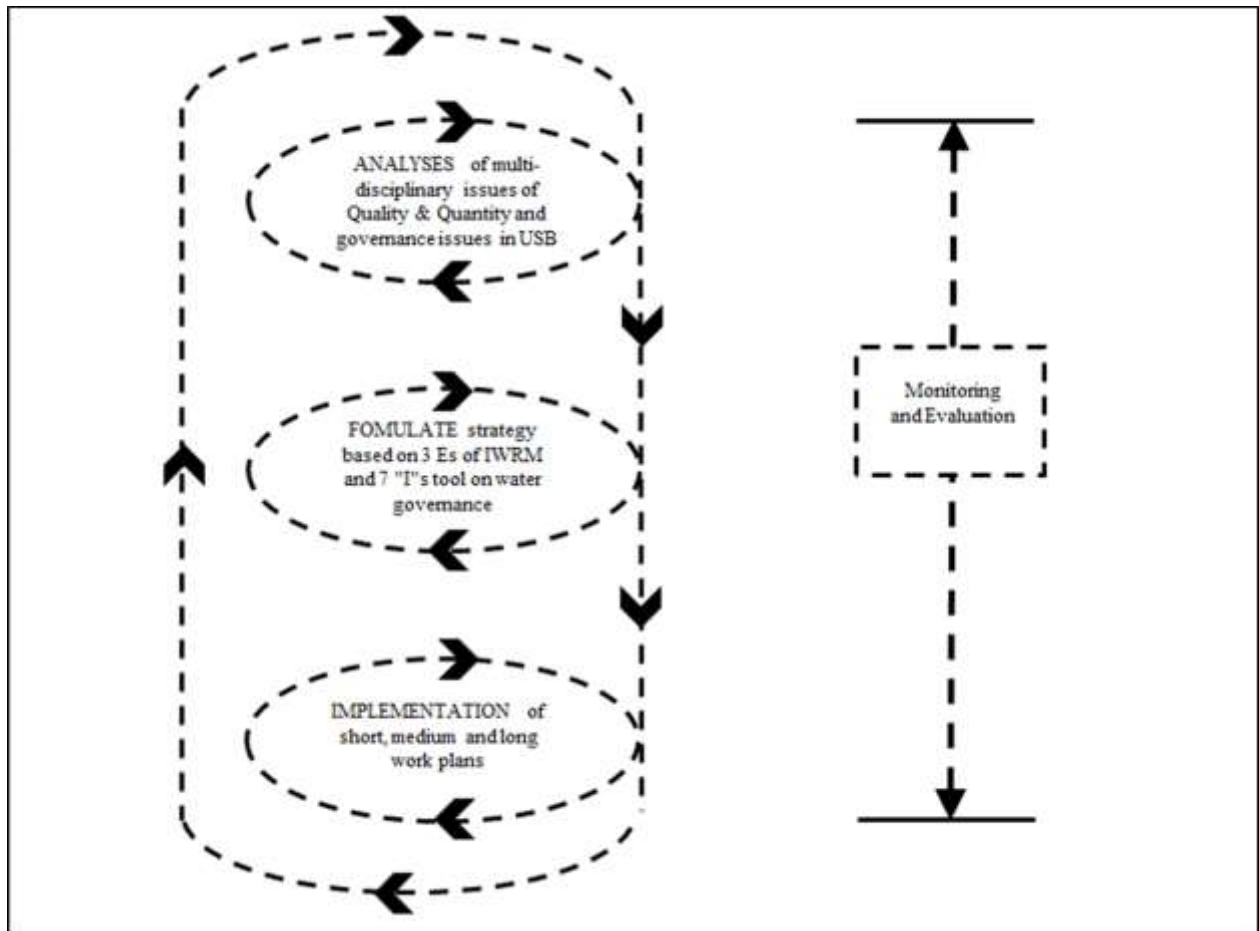 ANALYSES of multi-
disciplinary issues of
Quality & Quantity and
governance issues in USB
FOMULATE strategy
based on 3 Es of IWRM
and 7 "I"s tool on water
governance
IMPLEMENTATION of
short, medium and long
work plans
Monitoring
and Evaluation